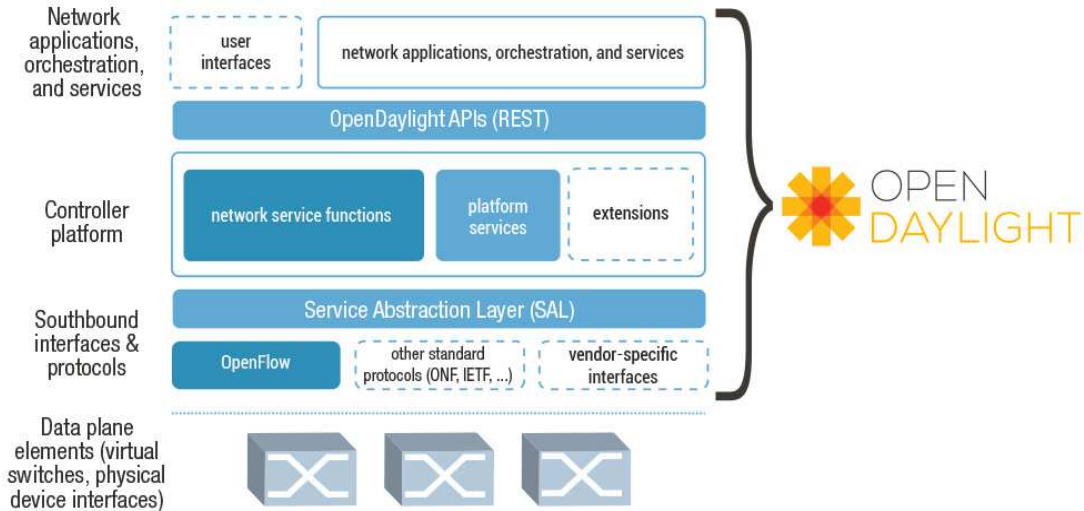 Network
applications,
orchestration,
and services
user
interfaces
network applications, orchestration, and services
OpenDaylight APIs (REST)
Controller
platform
network service functions
platform
services
extensions
OPEN
DAYLIGHT
Service Abstraction Layer (SAL)
Southbound
interfaces &
protocols
OpenFlow
other standard
protocols (ONF, IETF, ...)
vendor-specific
interfaces
Data plane
elements (virtual
switches, physical
device interfaces)